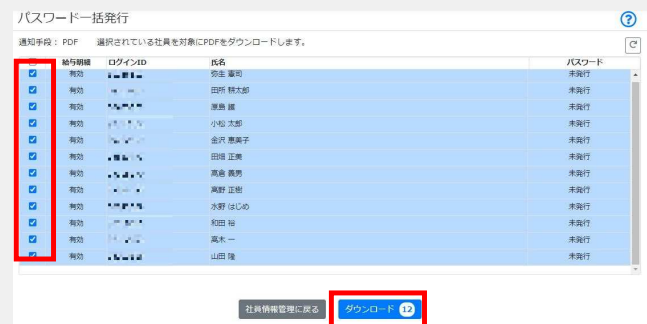 パスワード一括発行
?
通知手段： PDF 選択されている社員を対象にPDFをダウンロードします。
給与明細 ログインID 氏名 パスワード
有効 弥生 憲司 未発行
有効 田所 耕太郎 未発行
有効 原島 未発行
有効 小松 太郎 未発行
有効 金沢 恵美子 未発行
有効 田畑 正美 未発行
有効 高倉 義男 未発行
有効 高野 正樹 未発行
有効 水野 はじめ 未発行
有効 和田 裕 未発行
有効 高木 一 未発行
有効 山田 隆 未発行
社員情報管理に戻る ダウンロード 12